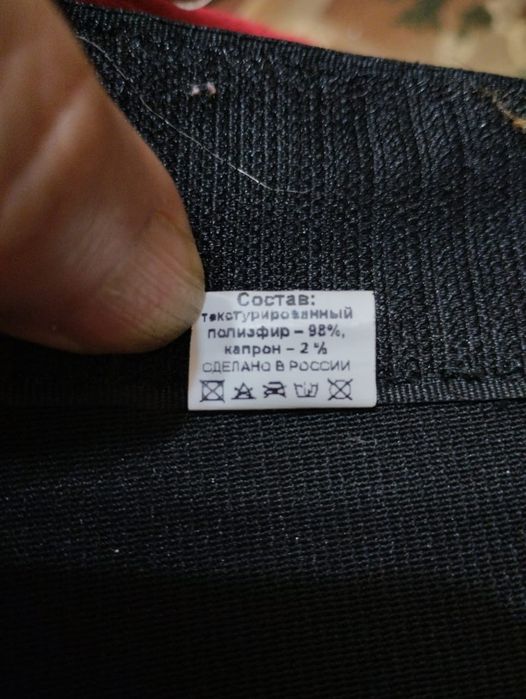 Состав:
текстурированный
полиэфир – 98%,
капрон – 2 %
СДЕЛАНО В РОССИИ